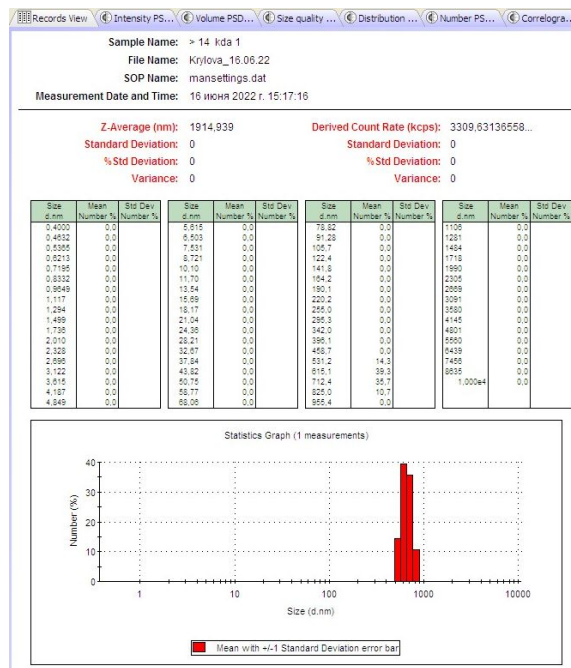 Records View
Intensity PS...
Volume PSD...
Size quality ...
Distribution ...
Number PS...
Correlogra...
Sample Name: > 14 kda 1
File Name: Krylova_16.06.22
SOP Name: mansettings.dat
Measurement Date and Time: 16 июня 2022 г. 15:17:16
Z-Average (nm): 1914,939
Derived Count Rate (kcps): 3309,63136558...
Standard Deviation: 0
Standard Deviation: 0
%Std Deviation: 0
%Std Deviation: 0
Variance: 0
Variance: 0
Size d.nm Mean Number % Std Dev Number %
0,4000 0,0
0,4632 0,0
0,5365 0,0
0,6213 0,0
0,7195 0,0
0,8332 0,0
0,9649 0,0
1,117 0,0
1,294 0,0
1,499 0,0
1,736 0,0
2,010 0,0
2,328 0,0
2,696 0,0
3,122 0,0
3,615 0,0
4,187 0,0
4,849 0,0
Size d.nm Mean Number % Std Dev Number %
5,615 0,0
6,503 0,0
7,531 0,0
8,721 0,0
10,10 0,0
11,70 0,0
13,54 0,0
15,69 0,0
18,17 0,0
21,04 0,0
24,36 0,0
28,21 0,0
32,67 0,0
37,84 0,0
43,82 0,0
50,75 0,0
58,77 0,0
68,06 0,0
Size d.nm Mean Number % Std Dev Number %
78,82 0,0
91,28 0,0
105,7 0,0
122,4 0,0
141,8 0,0
164,2 0,0
190,1 0,0
220,2 0,0
255,0 0,0
295,3 0,0
342,0 0,0
396,1 0,0
458,7 0,0
531,2 14,3
615,1 39,3
712,4 35,7
825,0 10,7
955,4 0,0
Size d.nm Mean Number % Std Dev Number %
1106 0,0
1281 0,0
1484 0,0
1718 0,0
1990 0,0
2305 0,0
2669 0,0
3091 0,0
3580 0,0
4145 0,0
4801 0,0
5560 0,0
6439 0,0
7456 0,0
8635 0,0
1,000e4 0,0
Statistics Graph (1 measurements)
Number (%)
40
30
20
10
0
1 10 100 1000 10000
Size (d.nm)
Mean with +/-1 Standard Deviation error bar